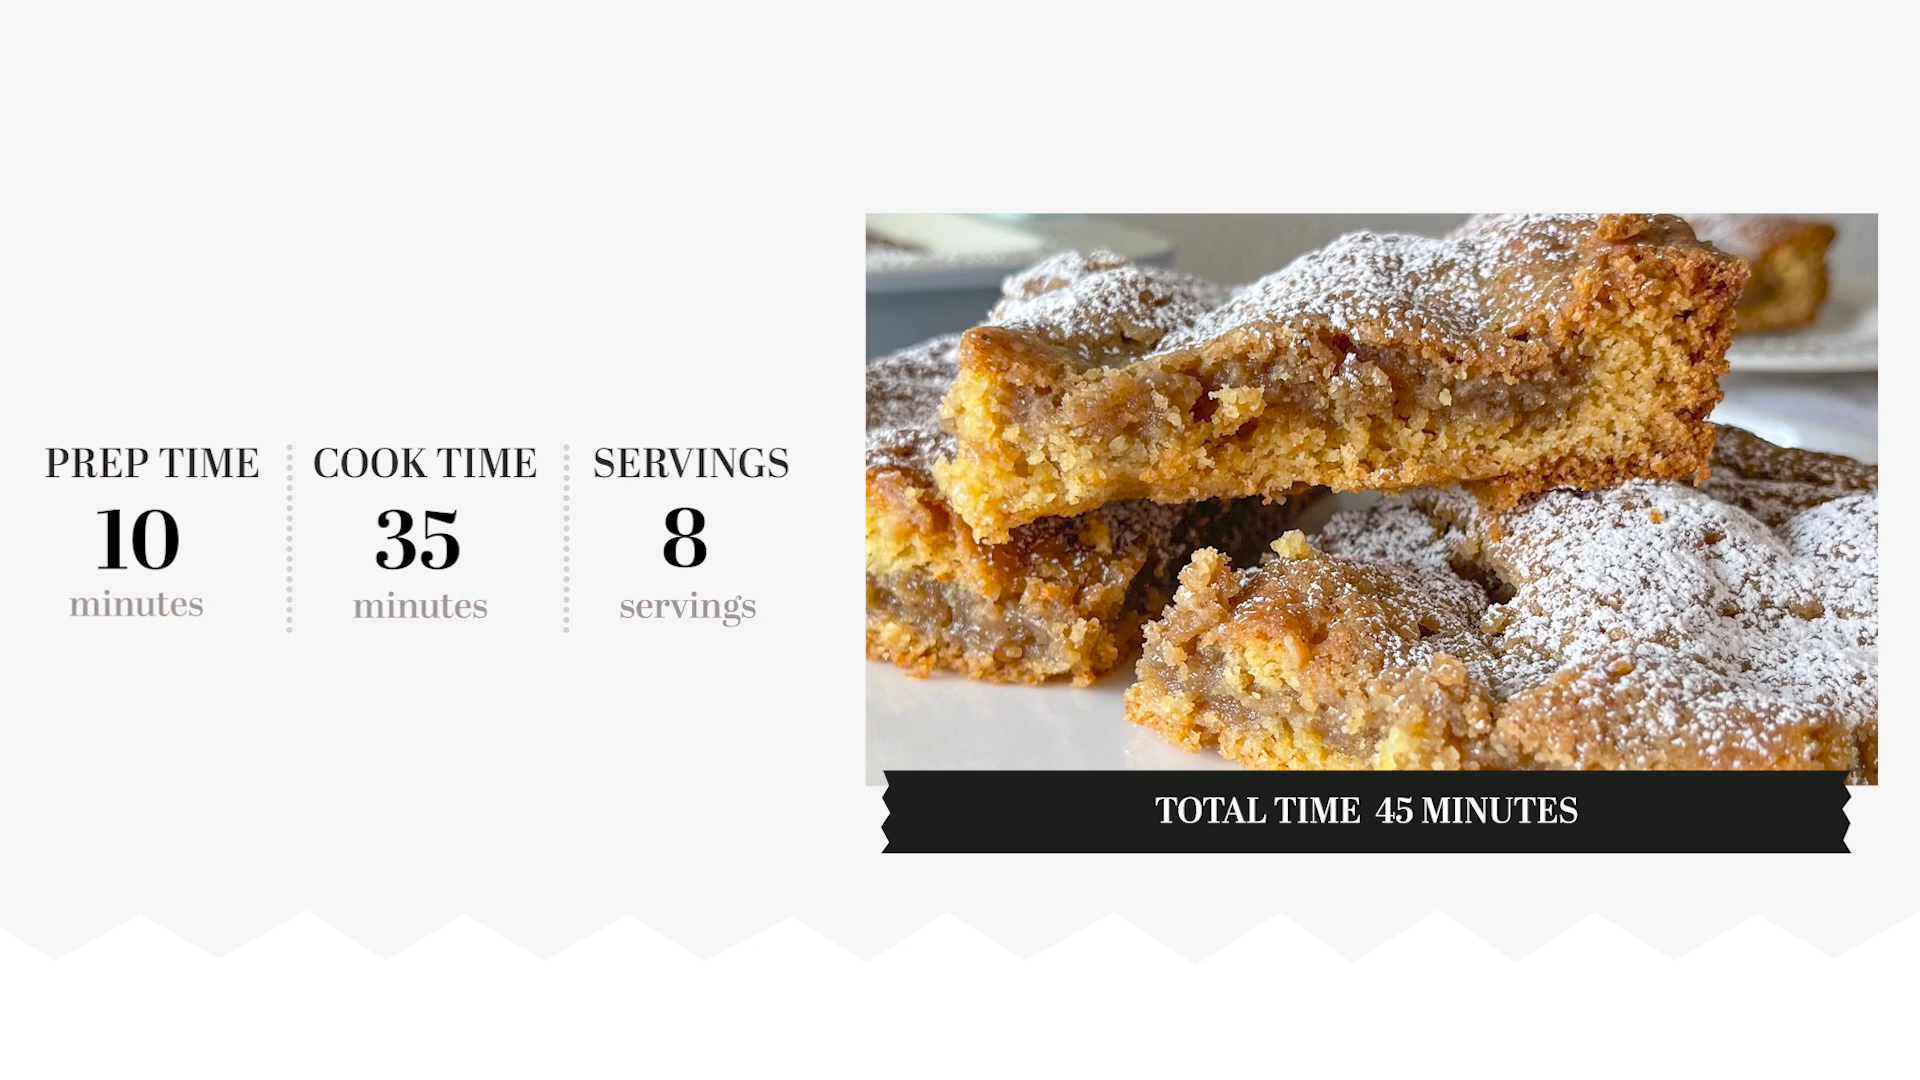 PREP TIME
10
minutes
COOK TIME
35
minutes
SERVINGS
8
servings
TOTAL TIME 45 MINUTES